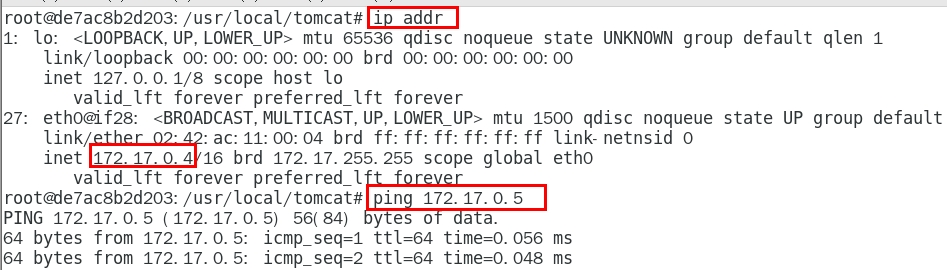 root@de7ac8b2d203:/usr/local/tomcat# ip addr
1: lo: <LOOPBACK,UP,LOWER_UP> mtu 65536 qdisc noqueue state UNKNOWN group default qlen 1
link/loopback 00:00:00:00:00:00 brd 00:00:00:00:00:00
inet 127.0.0.1/8 scope host lo
valid_lft forever preferred_lft forever
27: eth0@if28: <BROADCAST,MULTICAST,UP,LOWER_UP> mtu 1500 qdisc noqueue state UP group default
link/ether 02:42:ac:11:00:04 brd ff:ff:ff:ff:ff:ff link-netnsid 0
inet 172.17.0.4/16 brd 172.17.255.255 scope global eth0
valid_lft forever preferred_lft forever
root@de7ac8b2d203:/usr/local/tomcat# ping 172.17.0.5
PING 172.17.0.5 (172.17.0.5) 56(84) bytes of data.
64 bytes from 172.17.0.5: icmp_seq=1 ttl=64 time=0.056 ms
64 bytes from 172.17.0.5: icmp_seq=2 ttl=64 time=0.048 ms